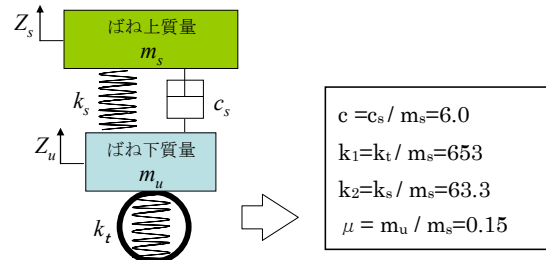 Z_s
ばね上質量
m_s
k_s
c_s
Z_u
ばね下質量
m_u
k_t
c =c_s / m_s=6.0
k_1=k_t / m_s=653
k_2=k_s / m_s=63.3
μ = m_u / m_s=0.15